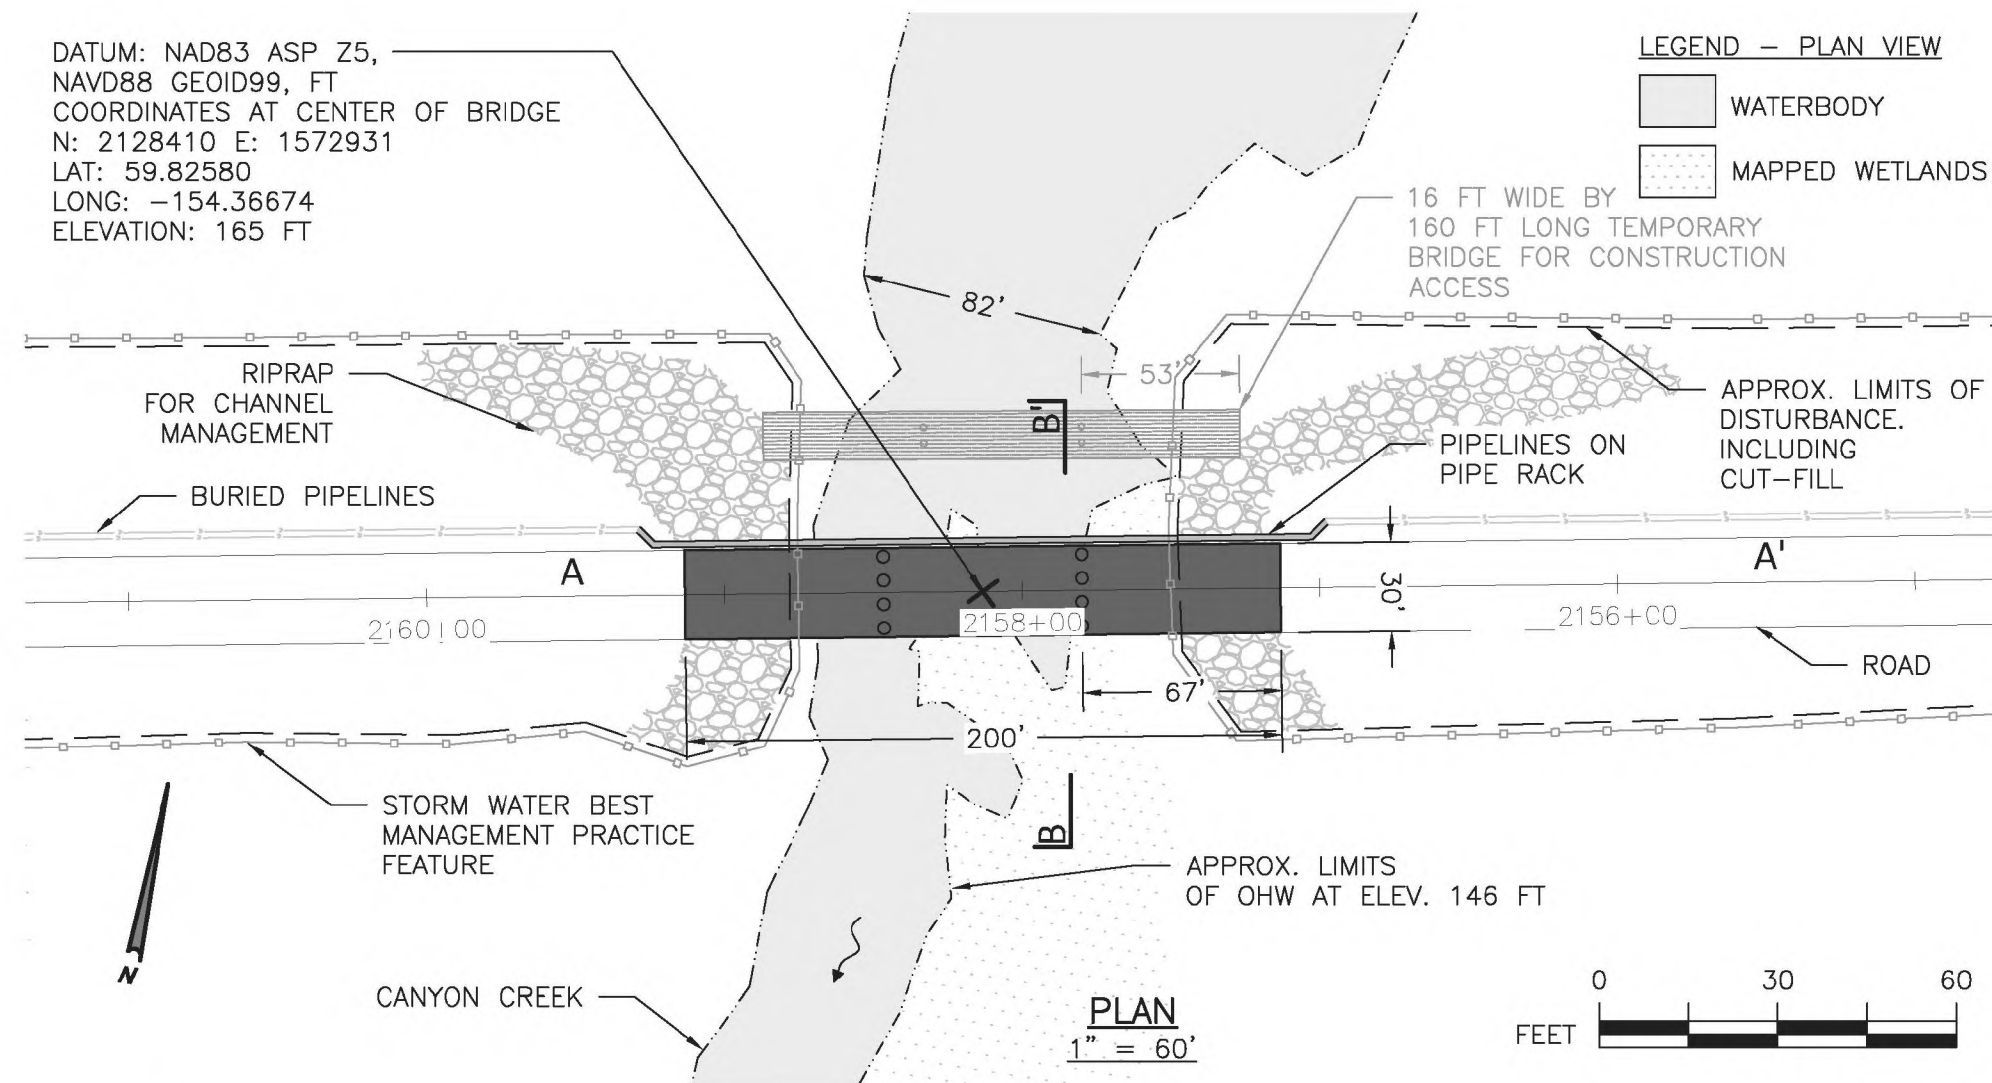 DATUM: NAD83 ASP Z5,
NAVD88 GEOID99, FT
COORDINATES AT CENTER OF BRIDGE
N: 2128410 E: 1572931
LAT: 59.82580
LONG: -154.36674
ELEVATION: 165 FT
LEGEND - PLAN VIEW
WATERBODY
MAPPED WETLANDS
16 FT WIDE BY
160 FT LONG TEMPORARY
BRIDGE FOR CONSTRUCTION
ACCESS
82'
53'
RIPRAP
FOR CHANNEL
MANAGEMENT
B'
APPROX. LIMITS OF
DISTURBANCE.
INCLUDING
CUT-FILL
PIPELINES ON
PIPE RACK
BURIED PIPELINES
A
A'
30'
2160+00
2158+00
2156+00
ROAD
67'
200'
STORM WATER BEST
MANAGEMENT PRACTICE
FEATURE
B
APPROX. LIMITS
OF OHW AT ELEV. 146 FT
N
CANYON CREEK
PLAN
1" = 60'
0 30 60
FEET